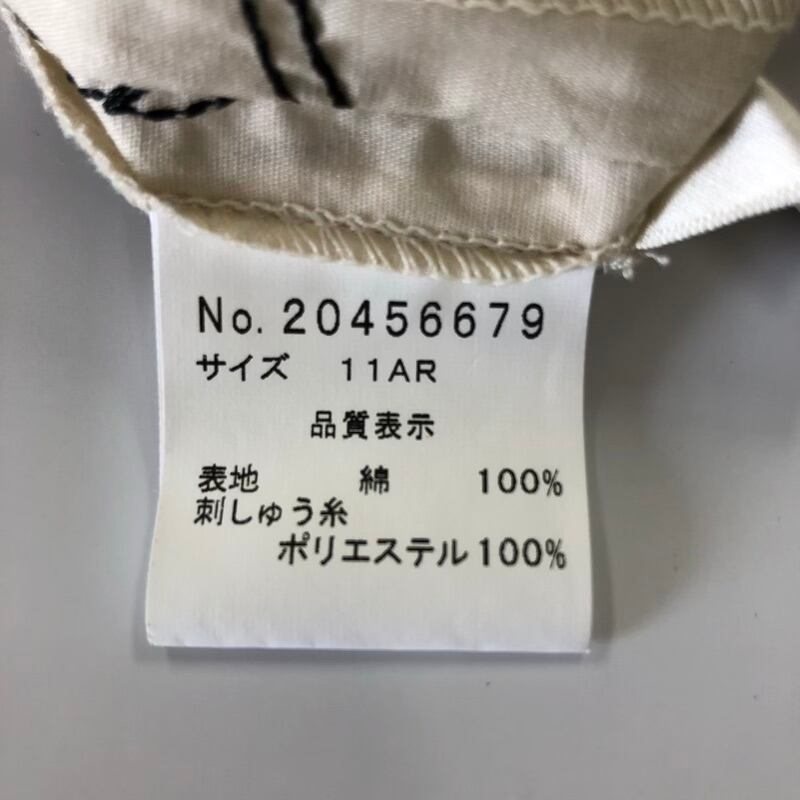 No. 20456679
サイズ 11AR
品質表示
表地 綿 100%
刺しゅう糸
ポリエステル100%